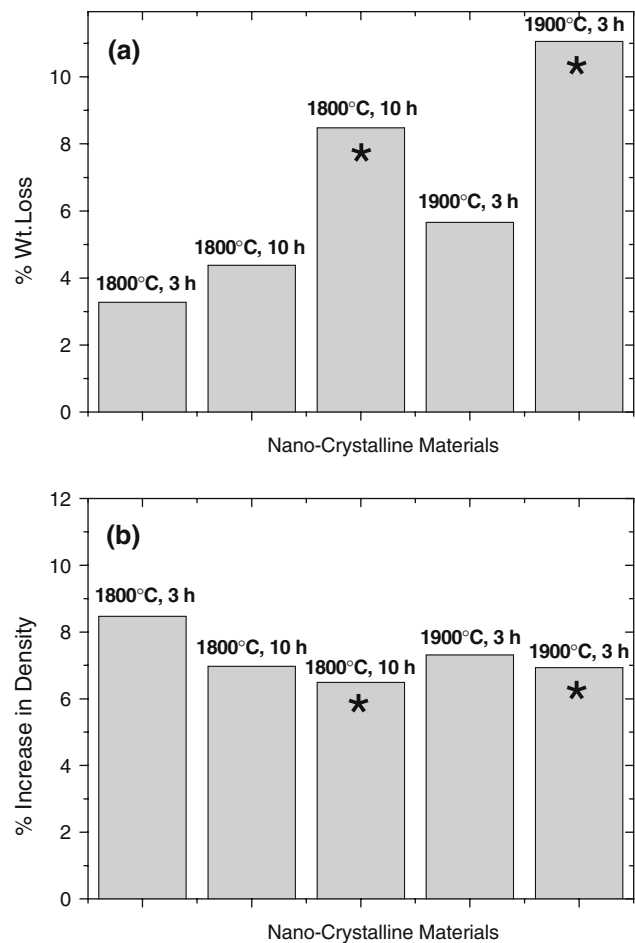 (a)
1900°C, 3 h
1800°C, 10 h
1900°C, 3 h
1800°C, 10 h
1800°C, 3 h
10
8
6
4
2
0
% Wt.Loss
Nano-Crystalline Materials
(b)
12
10
8
6
4
2
0
% Increase in Density
1800°C, 3 h
1800°C, 10 h
1800°C, 10 h
1900°C, 3 h
1900°C, 3 h
Nano-Crystalline Materials